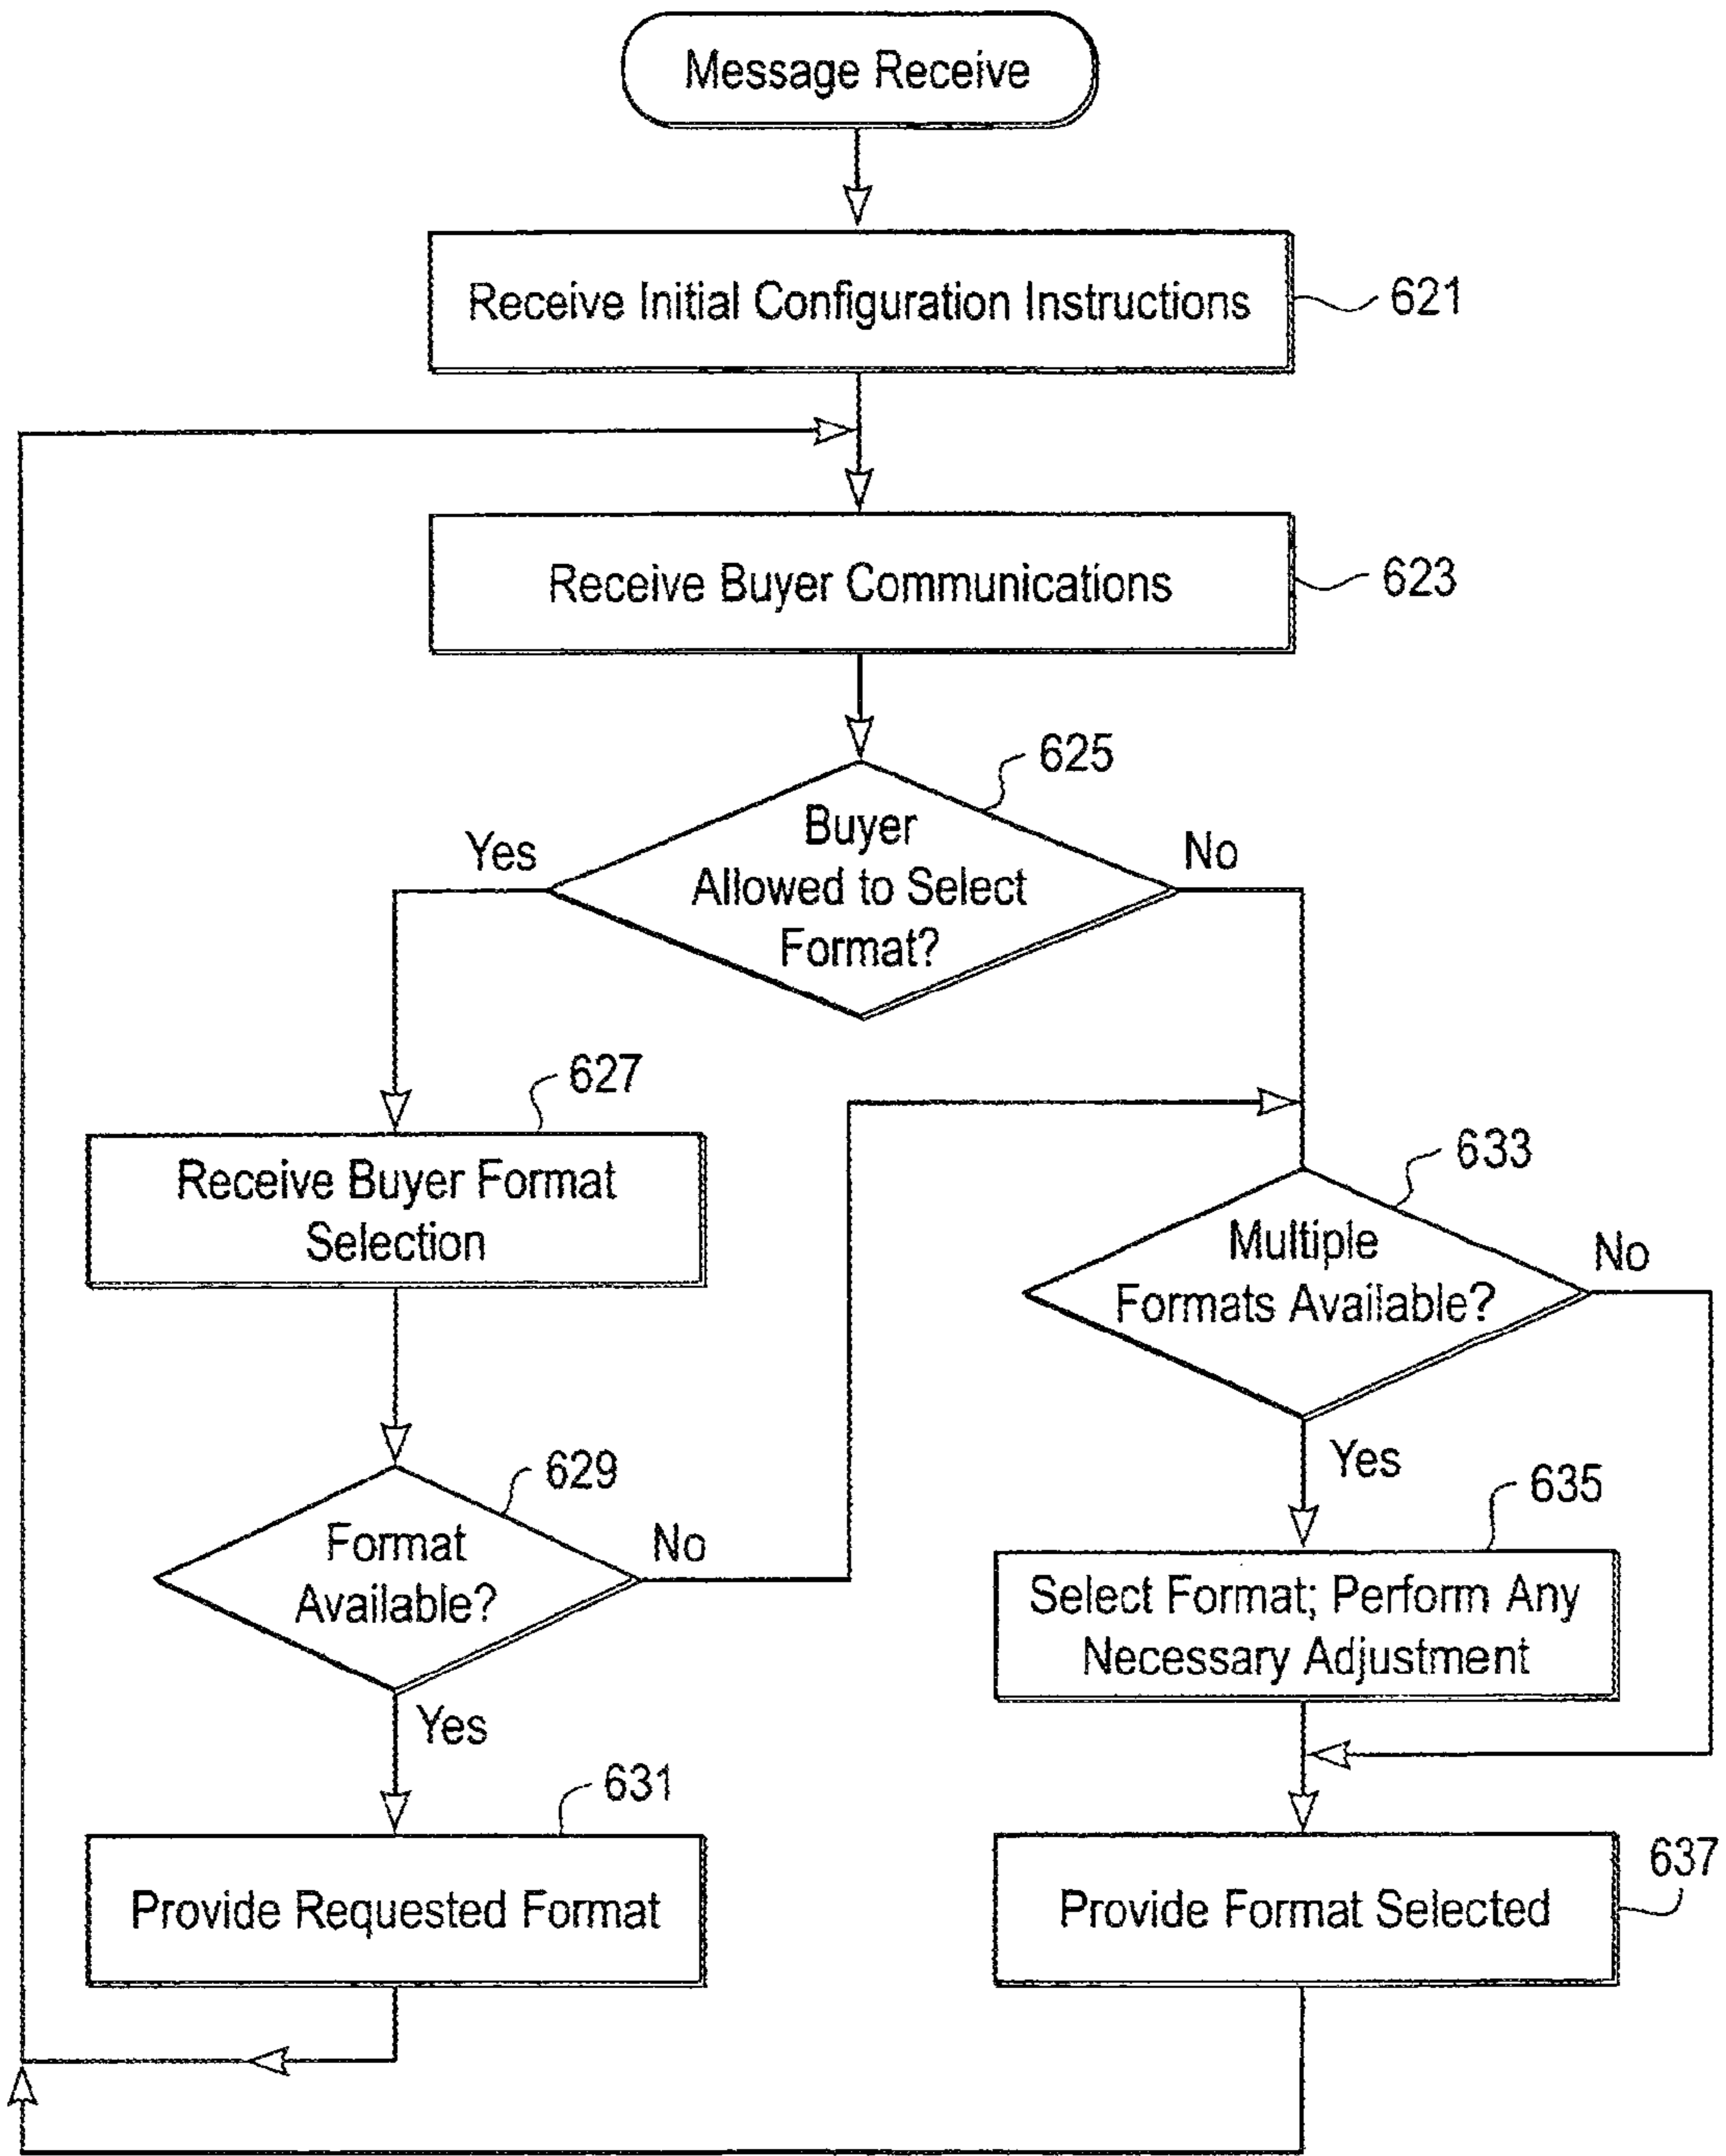 Message Receive
Receive Initial Configuration Instructions
621
Receive Buyer Communications
623
625
Buyer
Allowed to Select
Format?
Yes
No
627
Receive Buyer Format
Selection
633
Multiple
Formats Available?
No
Yes
629
Format
Available?
No
Yes
635
Select Format; Perform Any
Necessary Adjustment
631
Provide Requested Format
637
Provide Format Selected